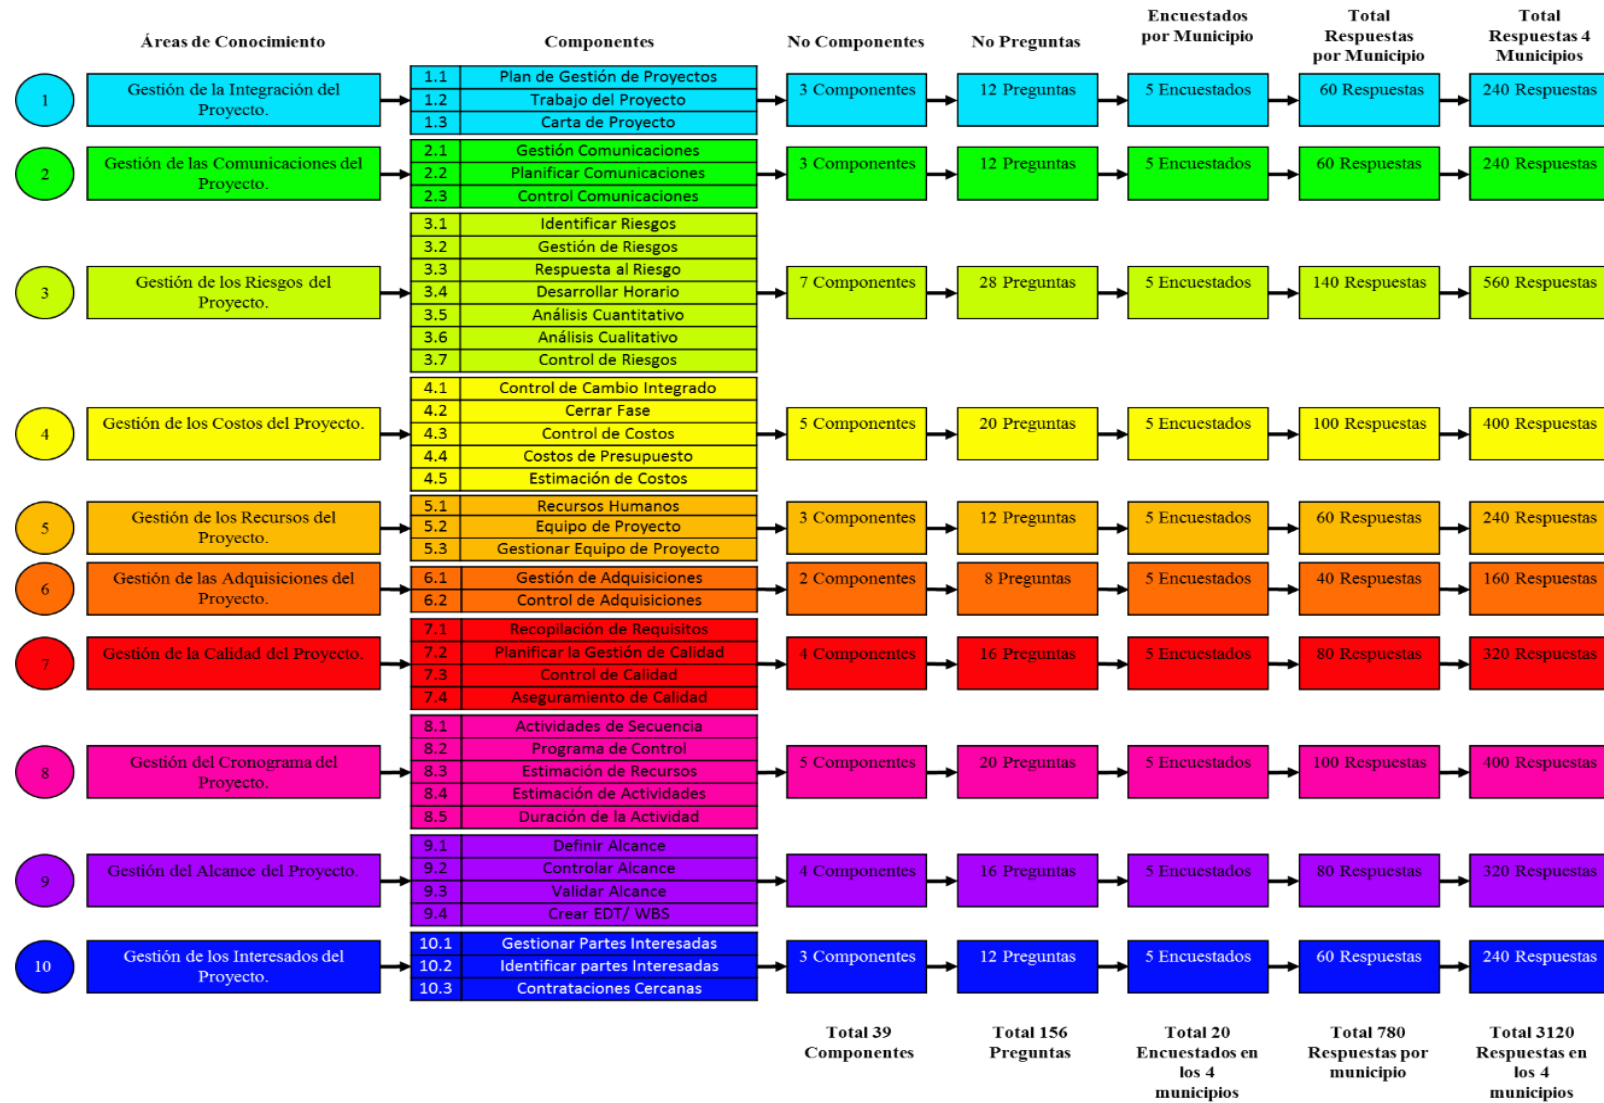 Áreas de Conocimiento
Componentes
No Componentes
No Preguntas
Encuestados
por Municipio
Total
Respuestas
por Municipio
Total
Respuestas 4
Municipios
1
Gestión de la Integración del
Proyecto.
1.1 Plan de Gestión de Proyectos
1.2 Trabajo del Proyecto
1.3 Carta de Proyecto
3 Componentes
12 Preguntas
5 Encuestados
60 Respuestas
240 Respuestas
2
Gestión de las Comunicaciones del
Proyecto.
2.1 Gestión Comunicaciones
2.2 Planificar Comunicaciones
2.3 Control Comunicaciones
3 Componentes
12 Preguntas
5 Encuestados
60 Respuestas
240 Respuestas
3
Gestión de los Riesgos del
Proyecto.
3.1 Identificar Riesgos
3.2 Gestión de Riesgos
3.3 Respuesta al Riesgo
3.4 Desarrollar Horario
3.5 Análisis Cuantitativo
3.6 Análisis Cualitativo
3.7 Control de Riesgos
7 Componentes
28 Preguntas
5 Encuestados
140 Respuestas
560 Respuestas
4
Gestión de los Costos del Proyecto.
4.1 Control de Cambio Integrado
4.2 Cerrar Fase
4.3 Control de Costos
4.4 Costos de Presupuesto
4.5 Estimación de Costos
5 Componentes
20 Preguntas
5 Encuestados
100 Respuestas
400 Respuestas
5
Gestión de los Recursos del
Proyecto.
5.1 Recursos Humanos
5.2 Equipo de Proyecto
5.3 Gestionar Equipo de Proyecto
3 Componentes
12 Preguntas
5 Encuestados
60 Respuestas
240 Respuestas
6
Gestión de las Adquisiciones del
Proyecto.
6.1 Gestión de Adquisiciones
6.2 Control de Adquisiciones
2 Componentes
8 Preguntas
5 Encuestados
40 Respuestas
160 Respuestas
7
Gestión de la Calidad del Proyecto.
7.1 Recopilación de Requisitos
7.2 Planificar la Gestión de Calidad
7.3 Control de Calidad
7.4 Aseguramiento de Calidad
4 Componentes
16 Preguntas
5 Encuestados
80 Respuestas
320 Respuestas
8
Gestión del Cronograma del
Proyecto.
8.1 Actividades de Secuencia
8.2 Programa de Control
8.3 Estimación de Recursos
8.4 Estimación de Actividades
8.5 Duración de la Actividad
5 Componentes
20 Preguntas
5 Encuestados
100 Respuestas
400 Respuestas
9
Gestión del Alcance del Proyecto.
9.1 Definir Alcance
9.2 Controlar Alcance
9.3 Validar Alcance
9.4 Crear EDT/ WBS
4 Componentes
16 Preguntas
5 Encuestados
80 Respuestas
320 Respuestas
10
Gestión de los Interesados del
Proyecto.
10.1 Gestionar Partes Interesadas
10.2 Identificar partes Interesadas
10.3 Contrataciones Cercanas
3 Componentes
12 Preguntas
5 Encuestados
60 Respuestas
240 Respuestas
Total 39
Componentes
Total 156
Preguntas
Total 20
Encuestados en
los 4
municipios
Total 780
Respuestas por
municipio
Total 3120
Respuestas en
los 4
municipios